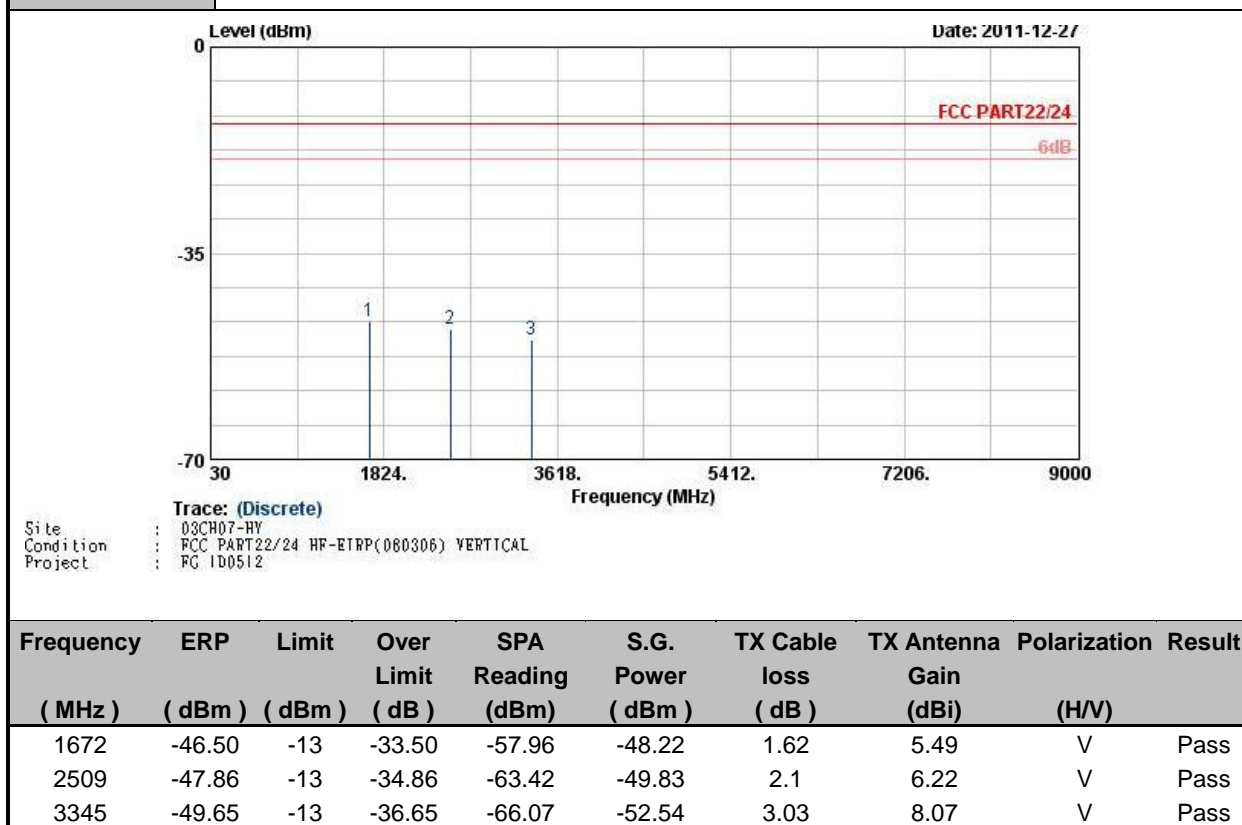 Level (dBm)
Date: 2011-12-27
0
FCC PART22/24
-6dB
-35
1
2
3
-70
30 1824. 3618. 5412. 7206. 9000
Frequency (MHz)
Trace: (Discrete)
Site : 03CH07-HY
Condition : FCC PART22/24 HF-EIRP(080306) VERTICAL
Project : FG 1D0512
Frequency ERP Limit Over Limit SPA Reading S.G. Power TX Cable loss TX Antenna Gain Polarization Result
( MHz ) ( dBm ) ( dBm ) ( dB ) (dBm) ( dBm ) ( dB ) (dBi) (H/V)
1672 -46.50 -13 -33.50 -57.96 -48.22 1.62 5.49 V Pass
2509 -47.86 -13 -34.86 -63.42 -49.83 2.1 6.22 V Pass
3345 -49.65 -13 -36.65 -66.07 -52.54 3.03 8.07 V Pass